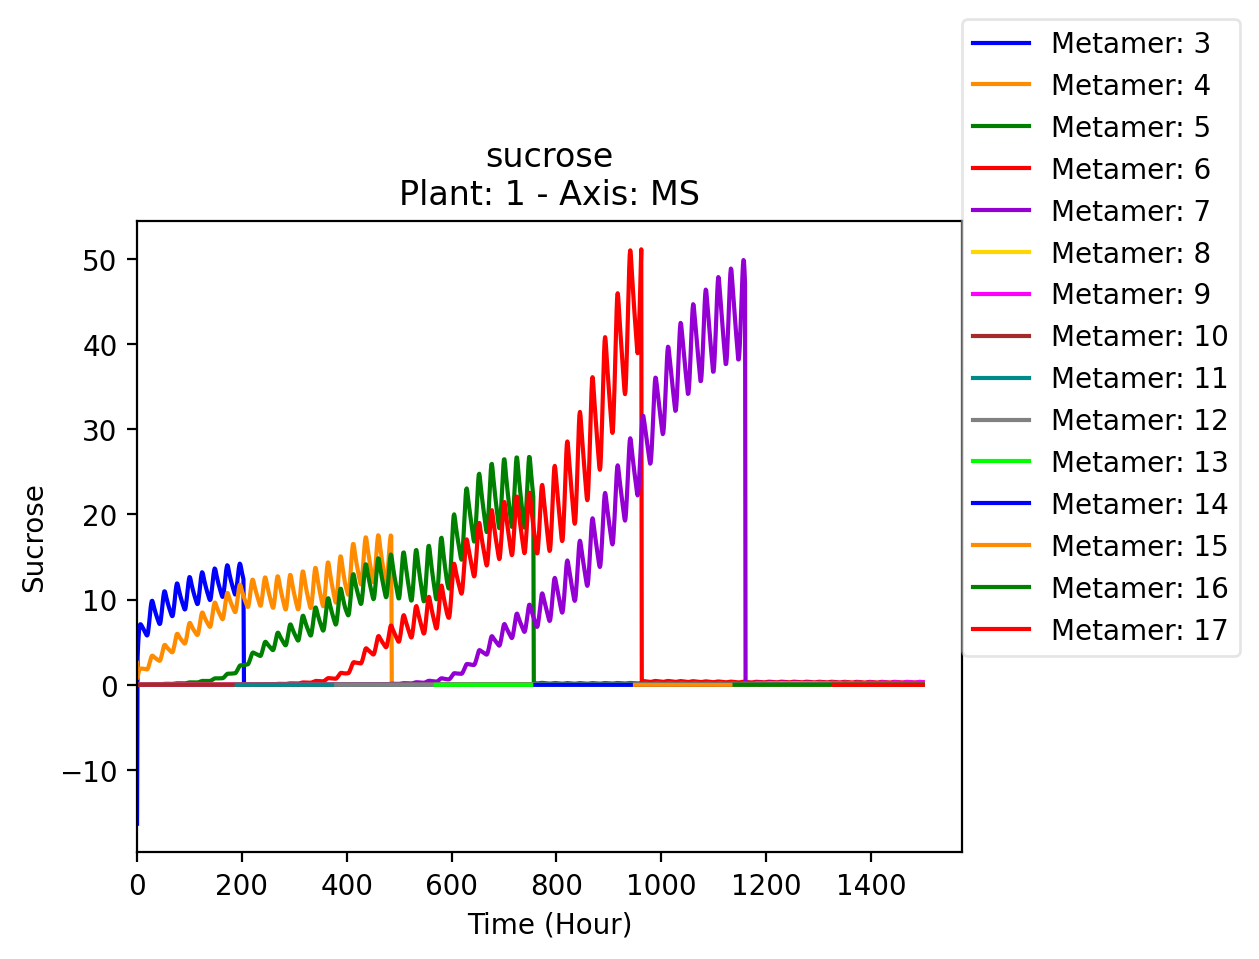 sucrose
Plant: 1 - Axis: MS
Metamer: 3
Metamer: 4
Metamer: 5
Metamer: 6
Metamer: 7
Metamer: 8
Metamer: 9
Metamer: 10
Metamer: 11
Metamer: 12
Metamer: 13
Metamer: 14
Metamer: 15
Metamer: 16
Metamer: 17
Sucrose
50
40
30
20
10
0
−10
0 200 400 600 800 1000 1200 1400
Time (Hour)